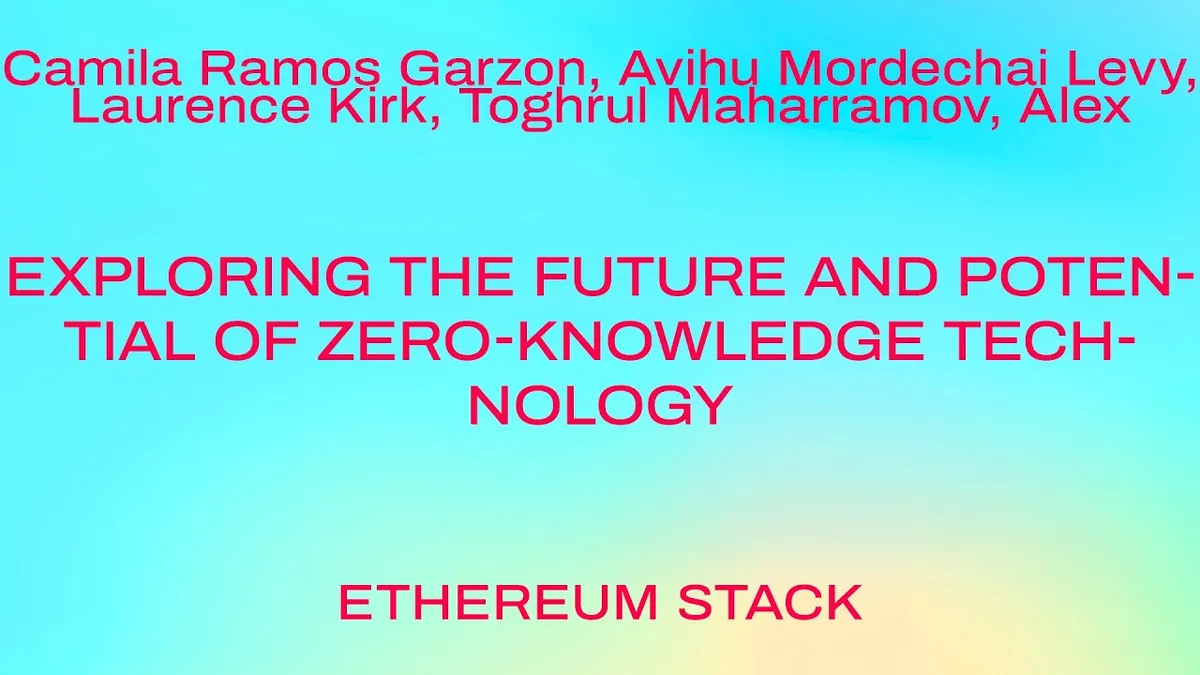 Camila Ramos Garzon, Avihu Mordechai Levy,
Laurence Kirk, Toghrul Maharramov, Alex
EXPLORING THE FUTURE AND POTEN-
TIAL OF ZERO-KNOWLEDGE TECH-
NOLOGY
ETHEREUM STACK